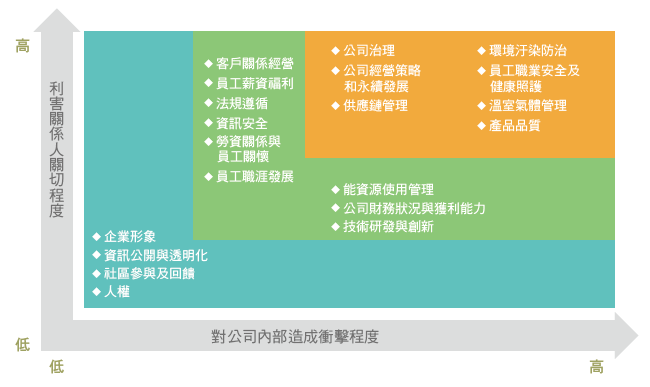 高
利害關係人關切程度
低
◆ 客戶關係經營
◆ 員工薪資福利
◆ 法規遵循
◆ 資訊安全
◆ 勞資關係與
員工關懷
◆ 員工職涯發展
◆ 公司治理
◆ 公司經營策略
和永續發展
◆ 供應鏈管理
◆ 環境汙染防治
◆ 員工職業安全及
健康照護
◆ 溫室氣體管理
◆ 產品品質
◆ 能資源使用管理
◆ 公司財務狀況與獲利能力
◆ 技術研發與創新
◆ 企業形象
◆ 資訊公開與透明化
◆ 社區參與及回饋
◆ 人權
對公司內部造成衝擊程度
低
高